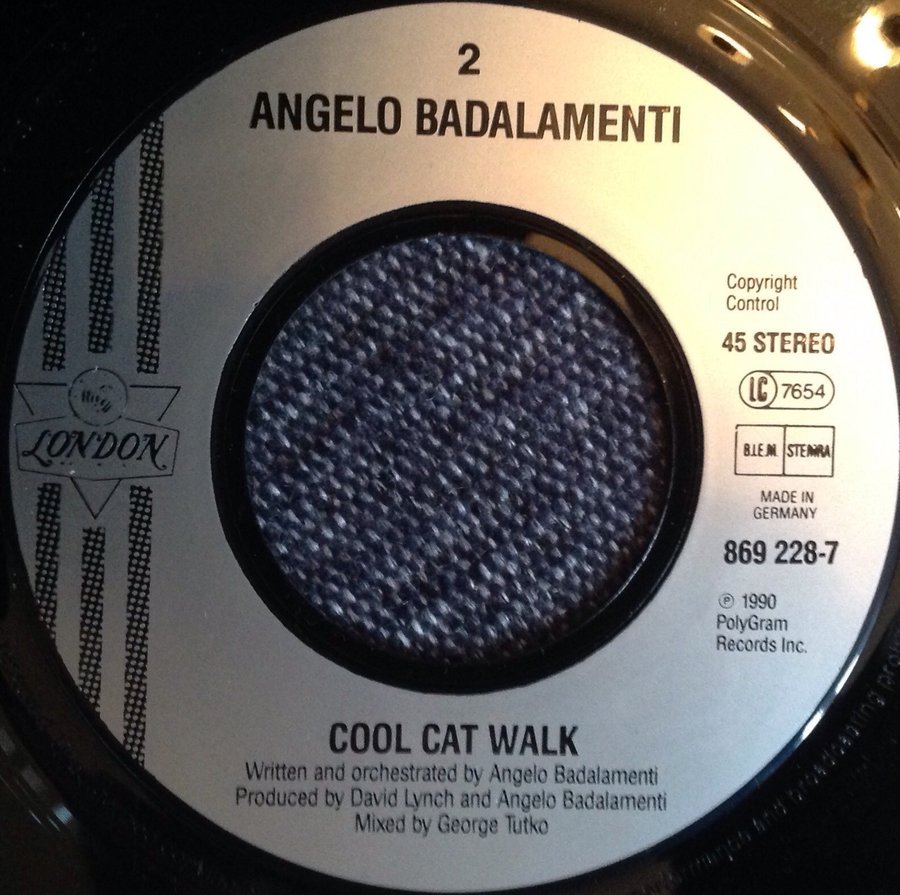 2
ANGELO BADALAMENTI
Copyright
Control
45 STEREO
LC 7654
B.I.E.M. STEMRA
MADE IN
GERMANY
869 228-7
℗ 1990
PolyGram
Records Inc.
LONDON
COOL CAT WALK
Written and orchestrated by Angelo Badalamenti
Produced by David Lynch and Angelo Badalamenti
Mixed by George Tutko
and broadcasting